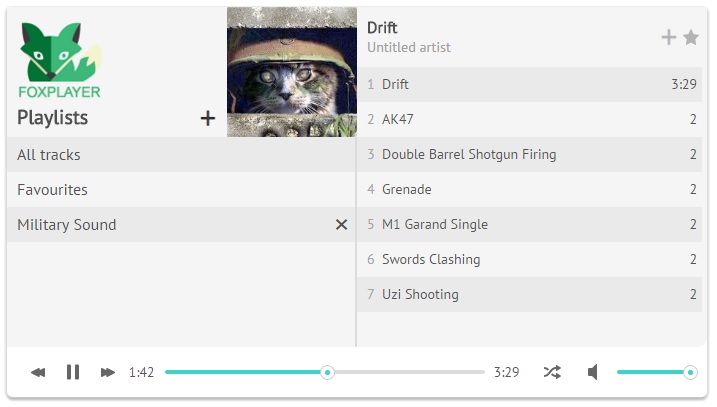 FOXPLAYER
Playlists +
All tracks
Favourites
Military Sound ✕
Drift
Untitled artist
1 Drift 3:29
2 AK47 2
3 Double Barrel Shotgun Firing 2
4 Grenade 2
5 M1 Garand Single 2
6 Swords Clashing 2
7 Uzi Shooting 2
1:42 3:29